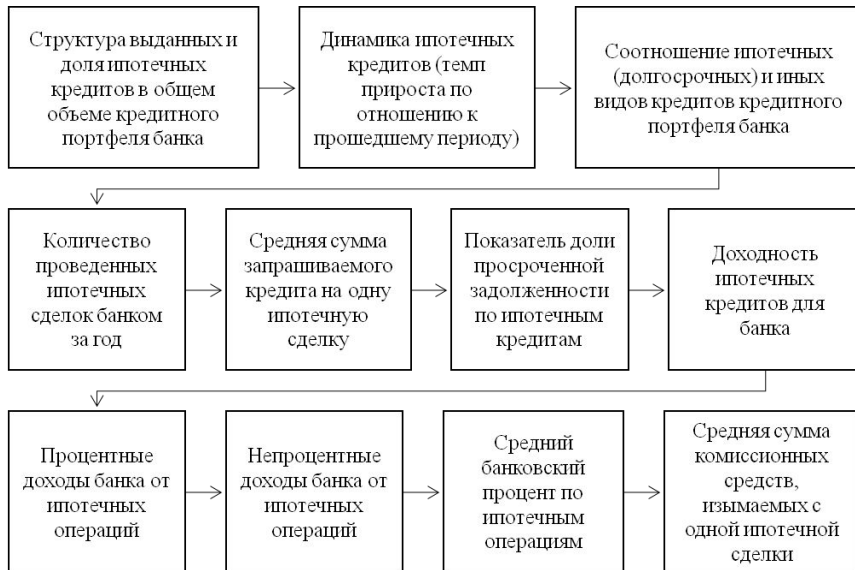 Структура выданных и
доля ипотечных
кредитов в общем
объеме кредитного
портфеля банка
Динамика ипотечных
кредитов (темп
прироста по
отношению к
прошедшему периоду)
Соотношение ипотечных
(долгосрочных) и иных
видов кредитов кредитного
портфеля банка
Количество
проведенных
ипотечных
сделок банком
за год
Средняя сумма
запрашиваемого
кредита на одну
ипотечную
сделку
Показатель доли
просроченной
задолженности
по ипотечным
кредитам
Доходность
ипотечных
кредитов для
банка
Процентные
доходы банка от
ипотечных
операций
Непроцентные
доходы банка от
ипотечных
операций
Средний
банковский
процент по
ипотечным
операциям
Средняя сумма
комиссионных
средств,
изымаемых с
одной ипотечной
сделки